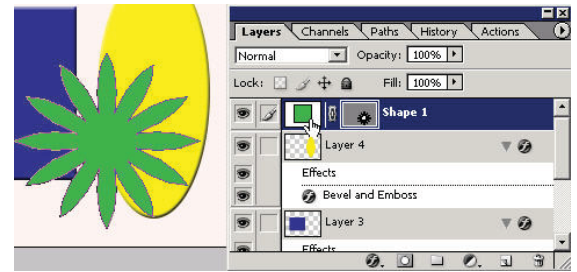 Layers Channels Paths History Actions
Normal Opacity: 100%
Lock: Fill: 100%
Shape 1
Layer 4
Effects
Bevel and Emboss
Layer 3
Effects